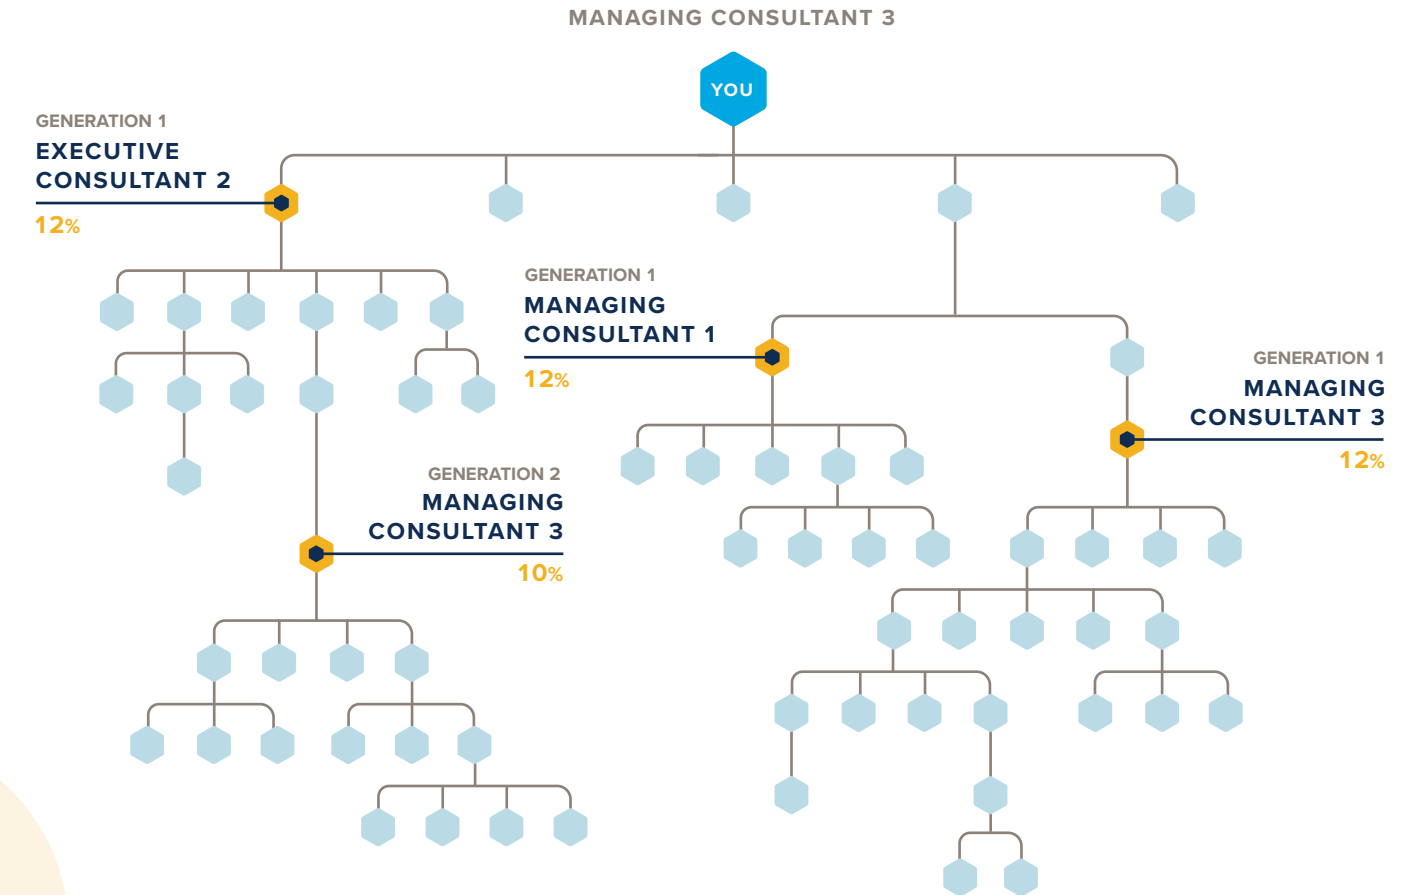 MANAGING CONSULTANT 3
YOU
GENERATION 1
EXECUTIVE
CONSULTANT 2
12%
GENERATION 1
MANAGING
CONSULTANT 1
12%
GENERATION 1
MANAGING
CONSULTANT 3
12%
GENERATION 2
MANAGING
CONSULTANT 3
10%